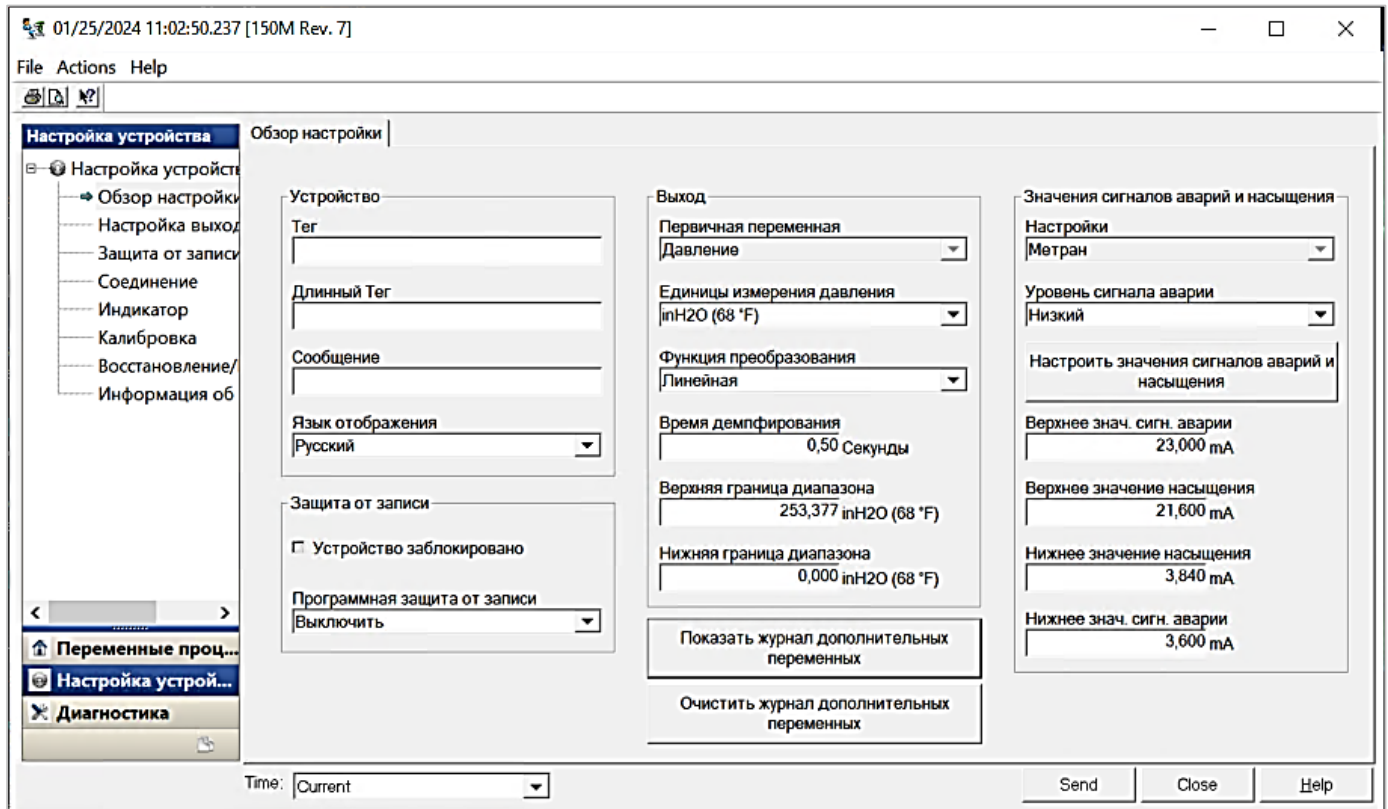 01/25/2024 11:02:50.237 [150M Rev. 7]
File Actions Help
Настройка устройства
Настройка устройств
Обзор настройки
Настройка выход
Защита от записи
Соединение
Индикатор
Калибровка
Восстановление/
Информация об
Переменные проц...
Настройка устрой...
Диагностика
Обзор настройки
Устройство
Тег
Длинный Тег
Сообщение
Язык отображения
Русский
Защита от записи
Устройство заблокировано
Программная защита от записи
Выключить
Выход
Первичная переменная
Давление
Единицы измерения давления
inH2O (68 °F)
Функция преобразования
Линейная
Время демпфирования
0,50 Секунды
Верхняя граница диапазона
253,377 inH2O (68 °F)
Нижняя граница диапазона
0,000 inH2O (68 °F)
Показать журнал дополнительных
переменных
Очистить журнал дополнительных
переменных
Значения сигналов аварий и насыщения
Настройки
Метран
Уровень сигнала аварии
Низкий
Настроить значения сигналов аварий и
насыщения
Верхнее знач. сигн. аварии
23,000 mA
Верхнее значение насыщения
21,600 mA
Нижнее значение насыщения
3,840 mA
Нижнее знач. сигн. аварии
3,600 mA
Time: Current
Send Close Help